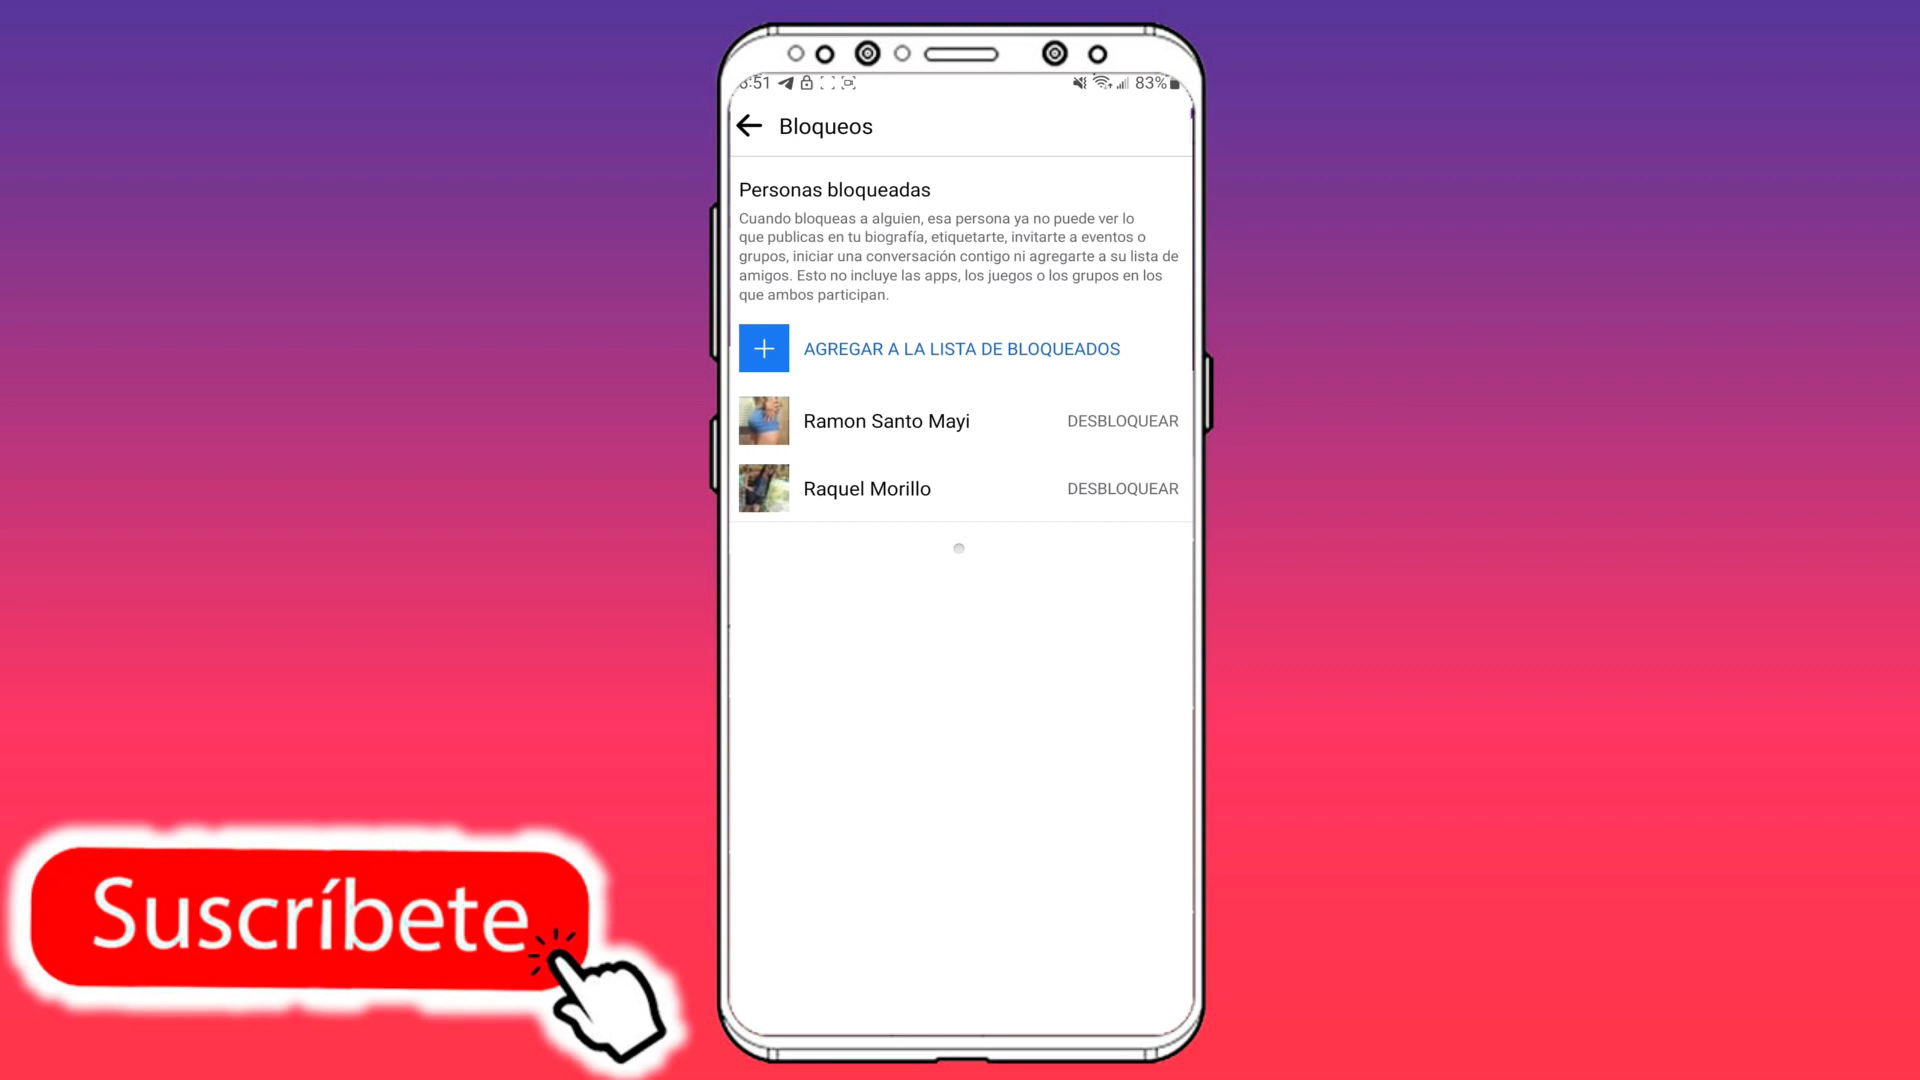 :51 83%
Bloqueos
Personas bloqueadas
Cuando bloqueas a alguien, esa persona ya no puede ver lo
que publicas en tu biografía, etiquetarte, invitarte a eventos o
grupos, iniciar una conversación contigo ni agregarte a su lista de
amigos. Esto no incluye las apps, los juegos o los grupos en los
que ambos participan.
AGREGAR A LA LISTA DE BLOQUEADOS
Ramon Santo Mayi DESBLOQUEAR
Raquel Morillo DESBLOQUEAR
Suscríbete